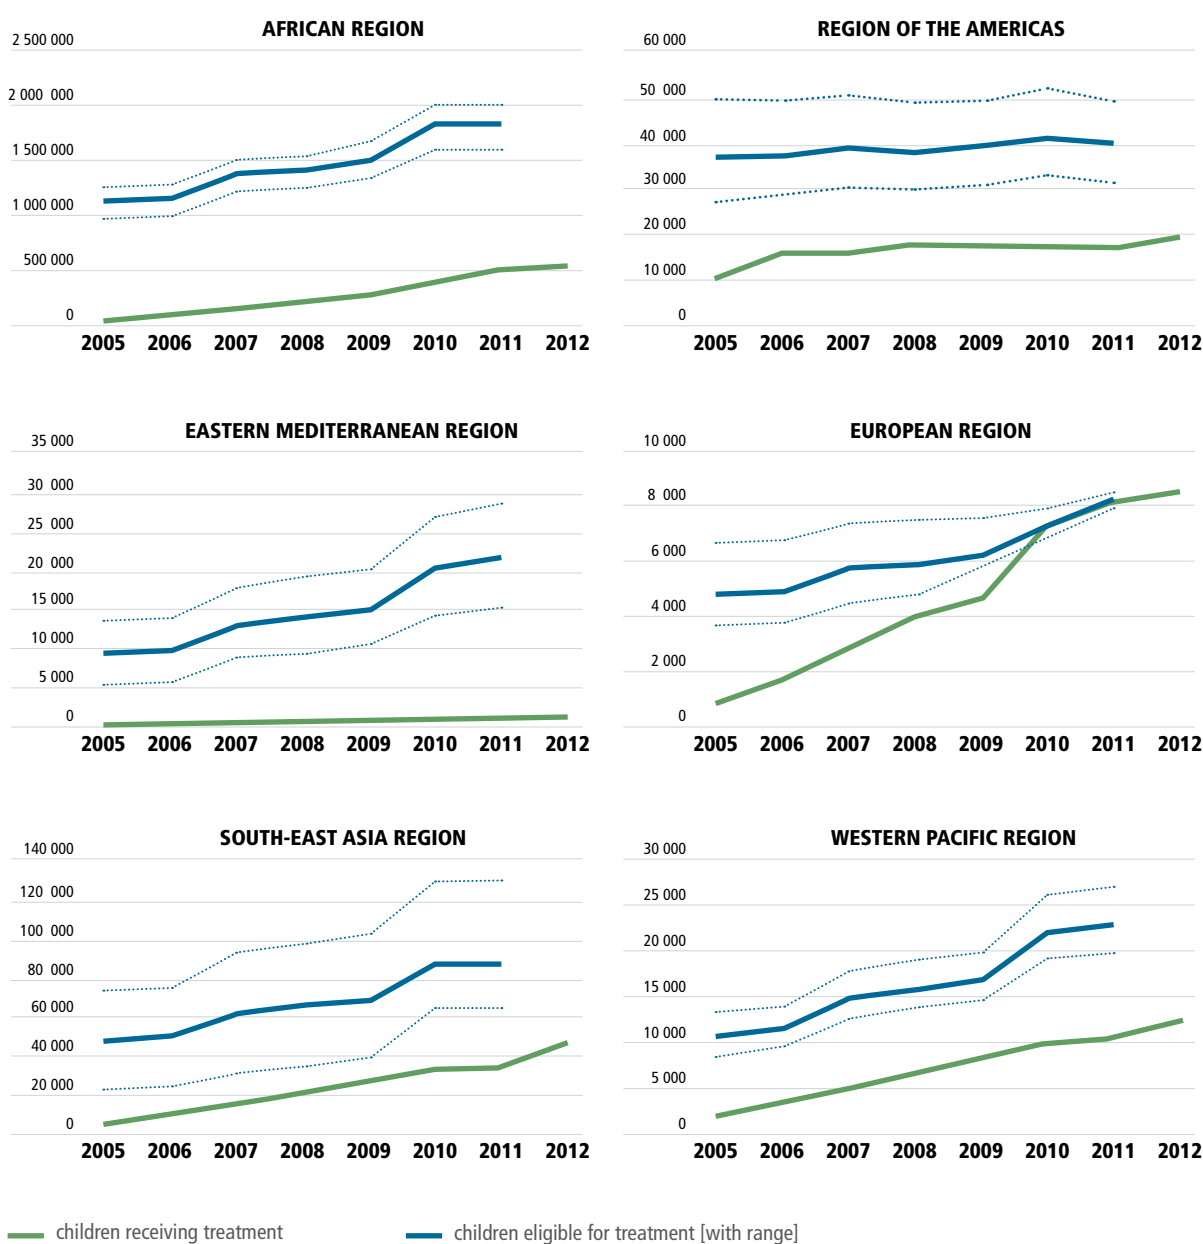 AFRICAN REGION
2 500 000
2 000 000
1 500 000
1 000 000
500 000
0
2005 2006 2007 2008 2009 2010 2011 2012
REGION OF THE AMERICAS
60 000
50 000
40 000
30 000
20 000
10 000
0
2005 2006 2007 2008 2009 2010 2011 2012
EASTERN MEDITERRANEAN REGION
35 000
30 000
25 000
20 000
15 000
10 000
5 000
0
2005 2006 2007 2008 2009 2010 2011 2012
EUROPEAN REGION
10 000
8 000
6 000
4 000
2 000
0
2005 2006 2007 2008 2009 2010 2011 2012
SOUTH-EAST ASIA REGION
140 000
120 000
100 000
80 000
60 000
40 000
20 000
0
2005 2006 2007 2008 2009 2010 2011 2012
WESTERN PACIFIC REGION
30 000
25 000
20 000
15 000
10 000
5 000
0
2005 2006 2007 2008 2009 2010 2011 2012
children receiving treatment
children eligible for treatment [with range]